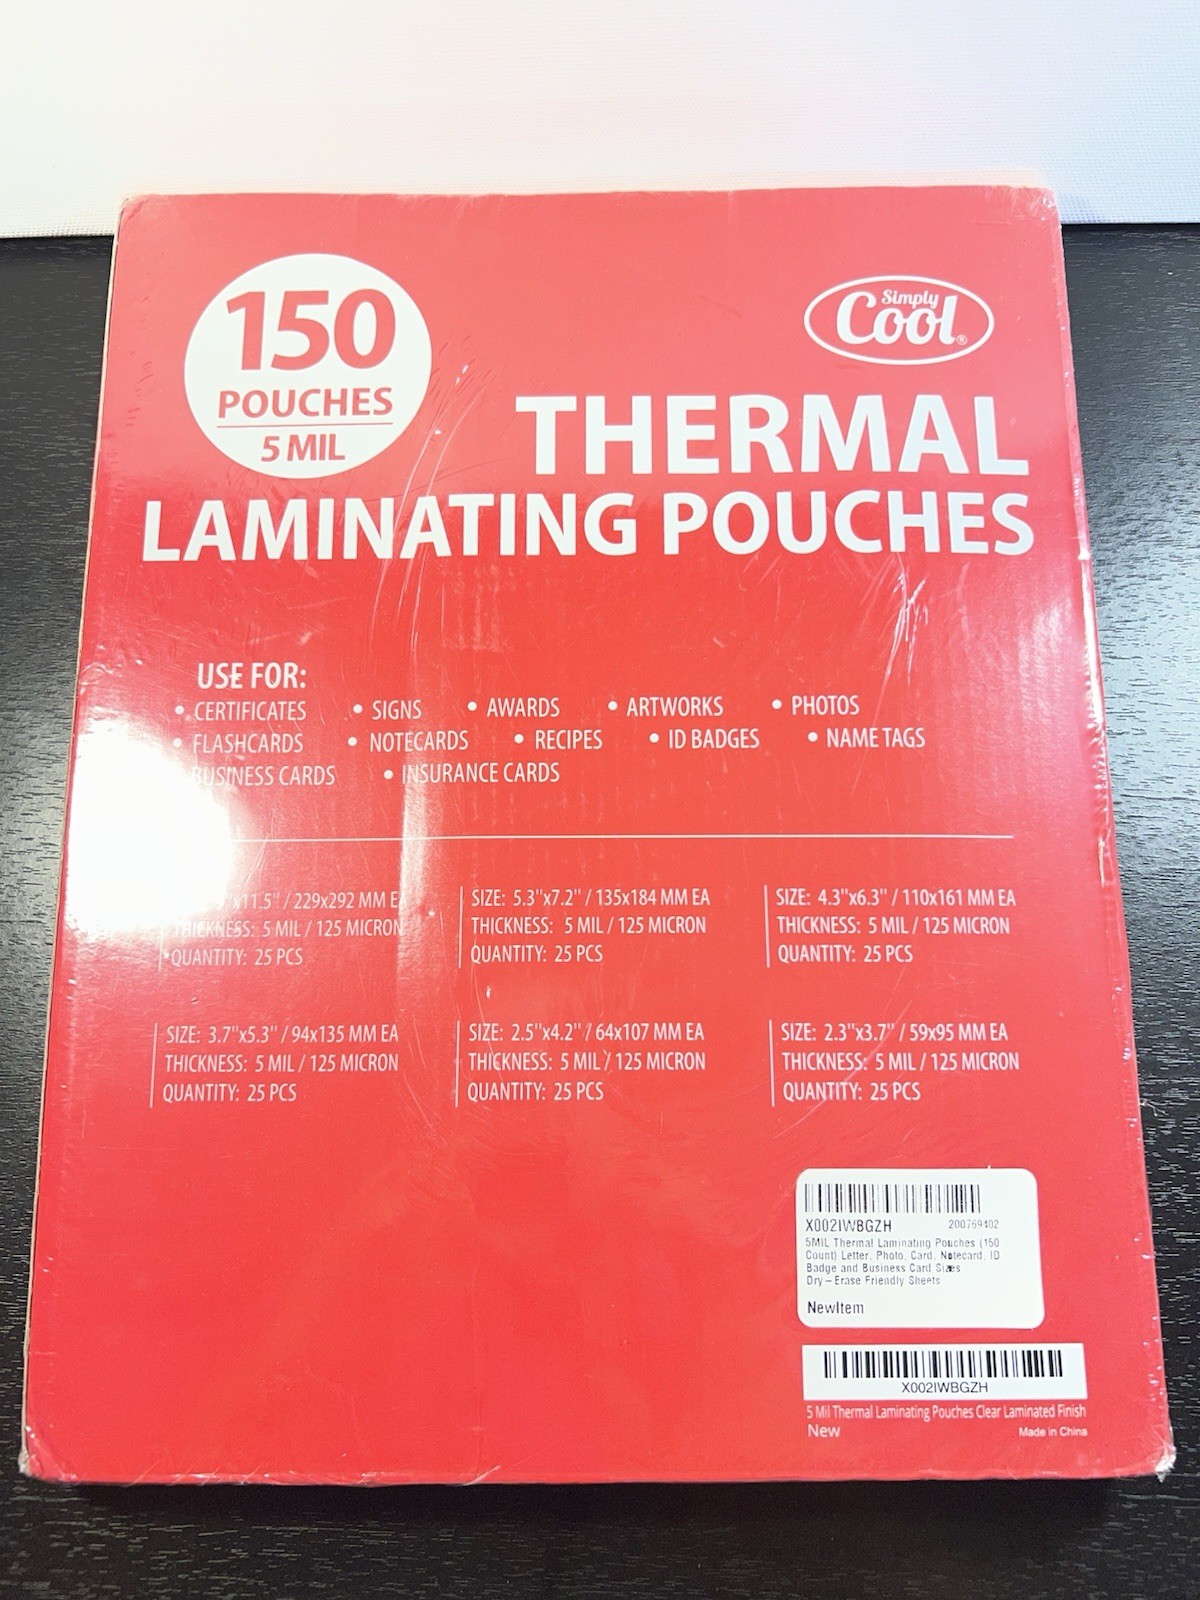 150
POUCHES
5 MIL
Simply
Cool®
THERMAL
LAMINATING POUCHES
USE FOR:
• CERTIFICATES • SIGNS • AWARDS • ARTWORKS • PHOTOS
• FLASHCARDS • NOTECARDS • RECIPES • ID BADGES • NAME TAGS
BUSINESS CARDS • INSURANCE CARDS
x11.5" / 229x292 MM EA
THICKNESS: 5 MIL / 125 MICRON
QUANTITY: 25 PCS
SIZE: 5.3"x7.2" / 135x184 MM EA
THICKNESS: 5 MIL / 125 MICRON
QUANTITY: 25 PCS
SIZE: 4.3"x6.3" / 110x161 MM EA
THICKNESS: 5 MIL / 125 MICRON
QUANTITY: 25 PCS
SIZE: 3.7"x5.3" / 94x135 MM EA
THICKNESS: 5 MIL / 125 MICRON
QUANTITY: 25 PCS
SIZE: 2.5"x4.2" / 64x107 MM EA
THICKNESS: 5 MIL / 125 MICRON
QUANTITY: 25 PCS
SIZE: 2.3"x3.7" / 59x95 MM EA
THICKNESS: 5 MIL / 125 MICRON
QUANTITY: 25 PCS
X002IWBGZH 200769402
5MIL Thermal Laminating Pouches (150
Count) Letter, Photo, Card, Notecard, ID
Badge and Business Card Sizes
Dry-Erase Friendly Sheets
NewItem
X002IWBGZH
5 Mil Thermal Laminating Pouches Clear Laminated Finish
New Made in China